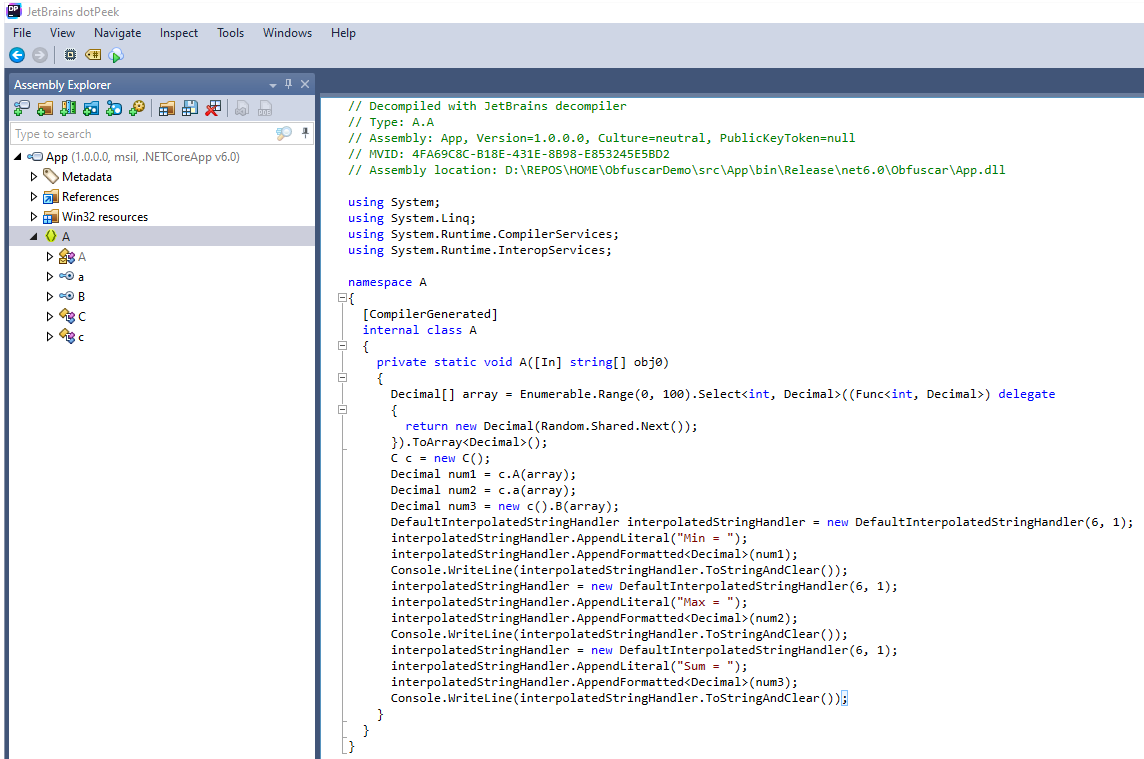 JetBrains dotPeek
File View Navigate Inspect Tools Windows Help
Assembly Explorer
Type to search
App (1.0.0.0, msil, .NETCoreApp v6.0)
Metadata
References
Win32 resources
A
A
a
B
C
c
// Decompiled with JetBrains decompiler
// Type: A.A
// Assembly: App, Version=1.0.0.0, Culture=neutral, PublicKeyToken=null
// MVID: 4FA69C8C-B18E-431E-8B98-E853245E5BD2
// Assembly location: D:\REPOS\HOME\ObfuscarDemo\src\App\bin\Release\net6.0\Obfuscar\App.dll
using System;
using System.Linq;
using System.Runtime.CompilerServices;
using System.Runtime.InteropServices;
namespace A
{
[CompilerGenerated]
internal class A
{
private static void A([In] string[] obj0)
{
Decimal[] array = Enumerable.Range(0, 100).Select<int, Decimal>((Func<int, Decimal>) delegate
{
return new Decimal(Random.Shared.Next());
}).ToArray<Decimal>();
C c = new C();
Decimal num1 = c.A(array);
Decimal num2 = c.a(array);
Decimal num3 = new c().B(array);
DefaultInterpolatedStringHandler interpolatedStringHandler = new DefaultInterpolatedStringHandler(6, 1);
interpolatedStringHandler.AppendLiteral("Min = ");
interpolatedStringHandler.AppendFormatted<Decimal>(num1);
Console.WriteLine(interpolatedStringHandler.ToStringAndClear());
interpolatedStringHandler = new DefaultInterpolatedStringHandler(6, 1);
interpolatedStringHandler.AppendLiteral("Max = ");
interpolatedStringHandler.AppendFormatted<Decimal>(num2);
Console.WriteLine(interpolatedStringHandler.ToStringAndClear());
interpolatedStringHandler = new DefaultInterpolatedStringHandler(6, 1);
interpolatedStringHandler.AppendLiteral("Sum = ");
interpolatedStringHandler.AppendFormatted<Decimal>(num3);
Console.WriteLine(interpolatedStringHandler.ToStringAndClear());
}
}
}